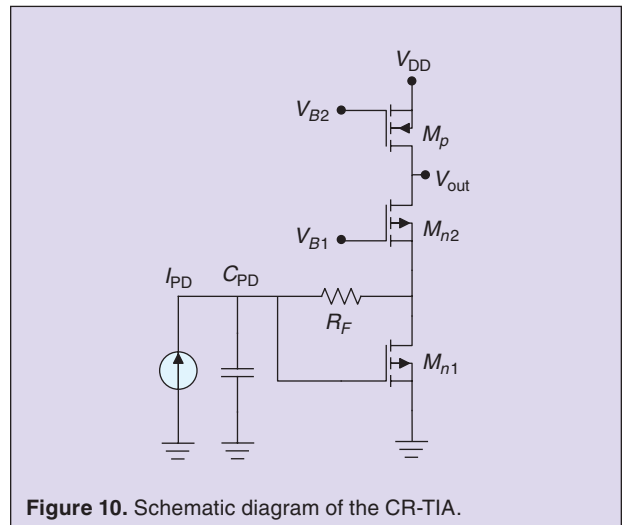 V_DD
V_B2
M_p
V_out
V_B1
M_n2
I_PD
C_PD
R_F
M_n1
Figure 10. Schematic diagram of the CR-TIA.